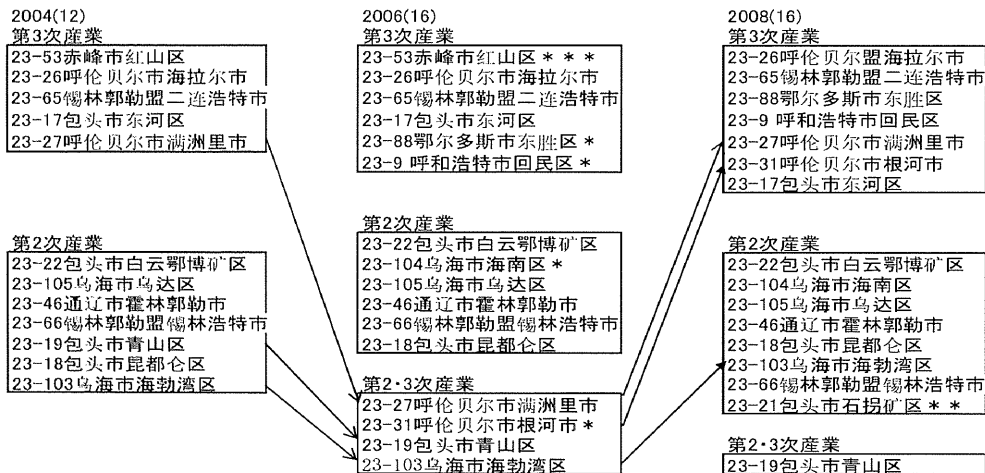 2004(12)
第3次産業
23-53赤峰市红山区
23-26呼伦贝尔市海拉尔市
23-65锡林郭勒盟二连浩特市
23-17包头市东河区
23-27呼伦贝尔市满洲里市
第2次産業
23-22包头市白云鄂博矿区
23-105乌海市乌达区
23-46通辽市霍林郭勒市
23-66锡林郭勒盟锡林浩特市
23-19包头市青山区
23-18包头市昆都仑区
23-103乌海市海勃湾区
2006(16)
第3次産業
23-53赤峰市红山区＊＊＊
23-26呼伦贝尔市海拉尔市
23-65锡林郭勒盟二连浩特市
23-17包头市东河区
23-88鄂尔多斯市东胜区＊
23-9 呼和浩特市回民区＊
第2次産業
23-22包头市白云鄂博矿区
23-104乌海市海南区＊
23-105乌海市乌达区
23-46通辽市霍林郭勒市
23-66锡林郭勒盟锡林浩特市
23-18包头市昆都仑区
第2･3次産業
23-27呼伦贝尔市满洲里市
23-31呼伦贝尔市根河市＊
23-19包头市青山区
23-103乌海市海勃湾区
2008(16)
第3次産業
23-26呼伦贝尔盟海拉尔市
23-65锡林郭勒盟二连浩特市
23-88鄂尔多斯市东胜区
23-9 呼和浩特市回民区
23-27呼伦贝尔市满洲里市
23-31呼伦贝尔市根河市
23-17包头市东河区
第2次産業
23-22包头市白云鄂博矿区
23-104乌海市海南区
23-105乌海市乌达区
23-46通辽市霍林郭勒市
23-18包头市昆都仑区
23-103乌海市海勃湾区
23-66锡林郭勒盟锡林浩特市
23-21包头市石拐矿区＊＊
第2･3次産業
23-19包头市青山区